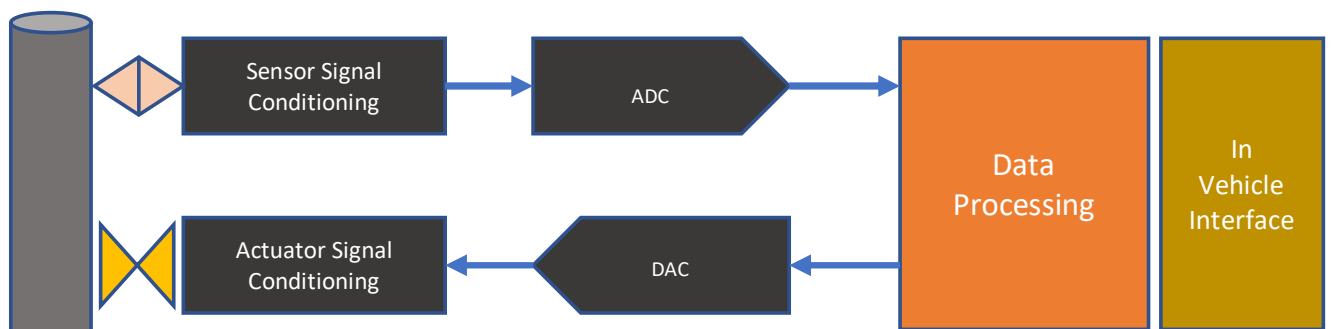 Sensor Signal
Conditioning
ADC
Data
Processing
In
Vehicle
Interface
Actuator Signal
Conditioning
DAC